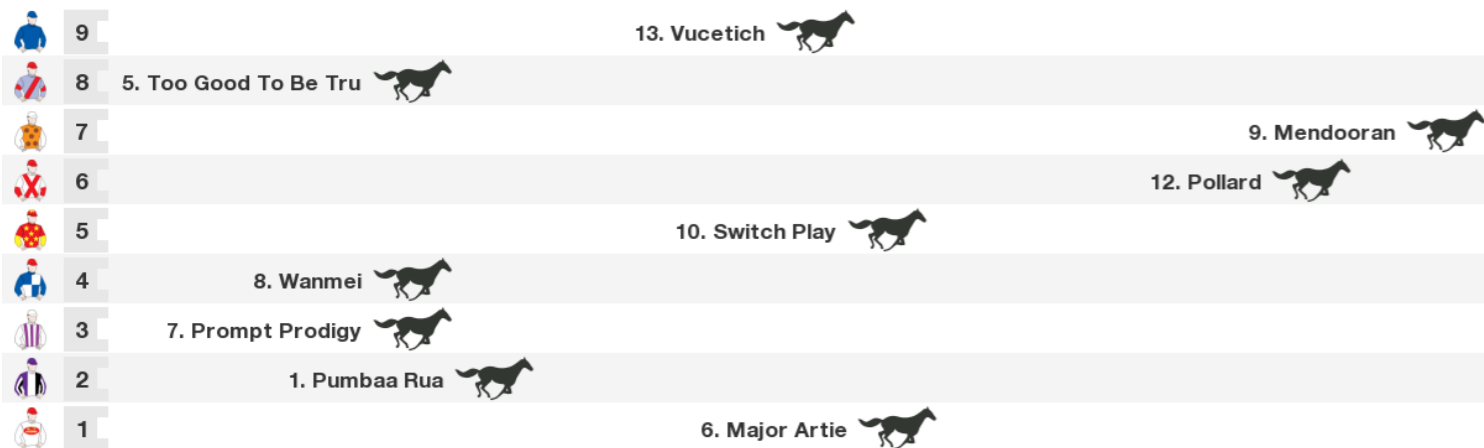 9 13. Vucetich
8 5. Too Good To Be Tru
7 9. Mendooran
6 12. Pollard
5 10. Switch Play
4 8. Wanmei
3 7. Prompt Prodigy
2 1. Pumbaa Rua
1 6. Major Artie